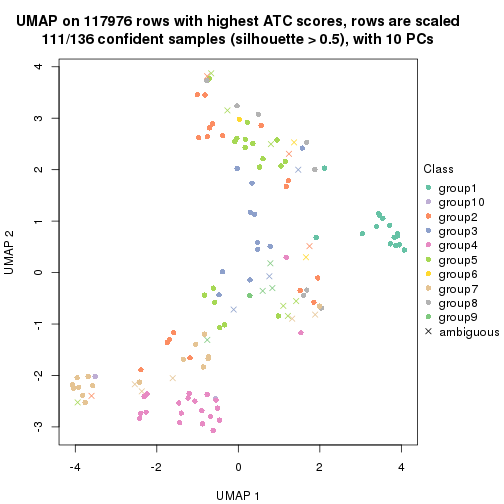 UMAP on 117976 rows with highest ATC scores, rows are scaled
111/136 confident samples (silhouette > 0.5), with 10 PCs
4
3
2
1
0
-1
-2
-3
UMAP 2
-4
-2
0
2
4
UMAP 1
Class
group1
group10
group2
group3
group4
group5
group6
group7
group8
group9
ambiguous